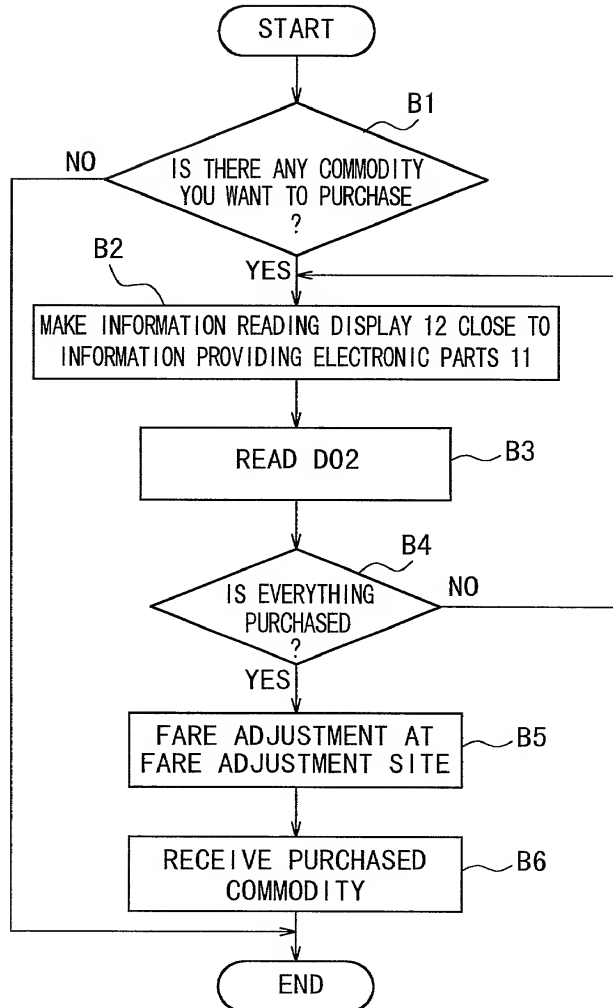 START
B1
NO
IS THERE ANY COMMODITY
YOU WANT TO PURCHASE
?
B2
YES
MAKE INFORMATION READING DISPLAY 12 CLOSE TO
INFORMATION PROVIDING ELECTRONIC PARTS 11
READ D02
B3
B4
IS EVERYTHING
PURCHASED
?
NO
YES
FARE ADJUSTMENT AT
FARE ADJUSTMENT SITE
B5
RECEIVE PURCHASED
COMMODITY
B6
END